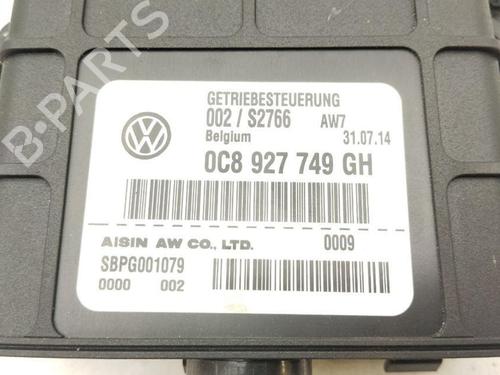 B-PARTS
GETRIEBESTEUERUNG
002 / S2766 AW7
Belgium 31.07.14
0C8 927 749 GH
AISIN AW CO., LTD. 0009
SBPG001079
0000 002